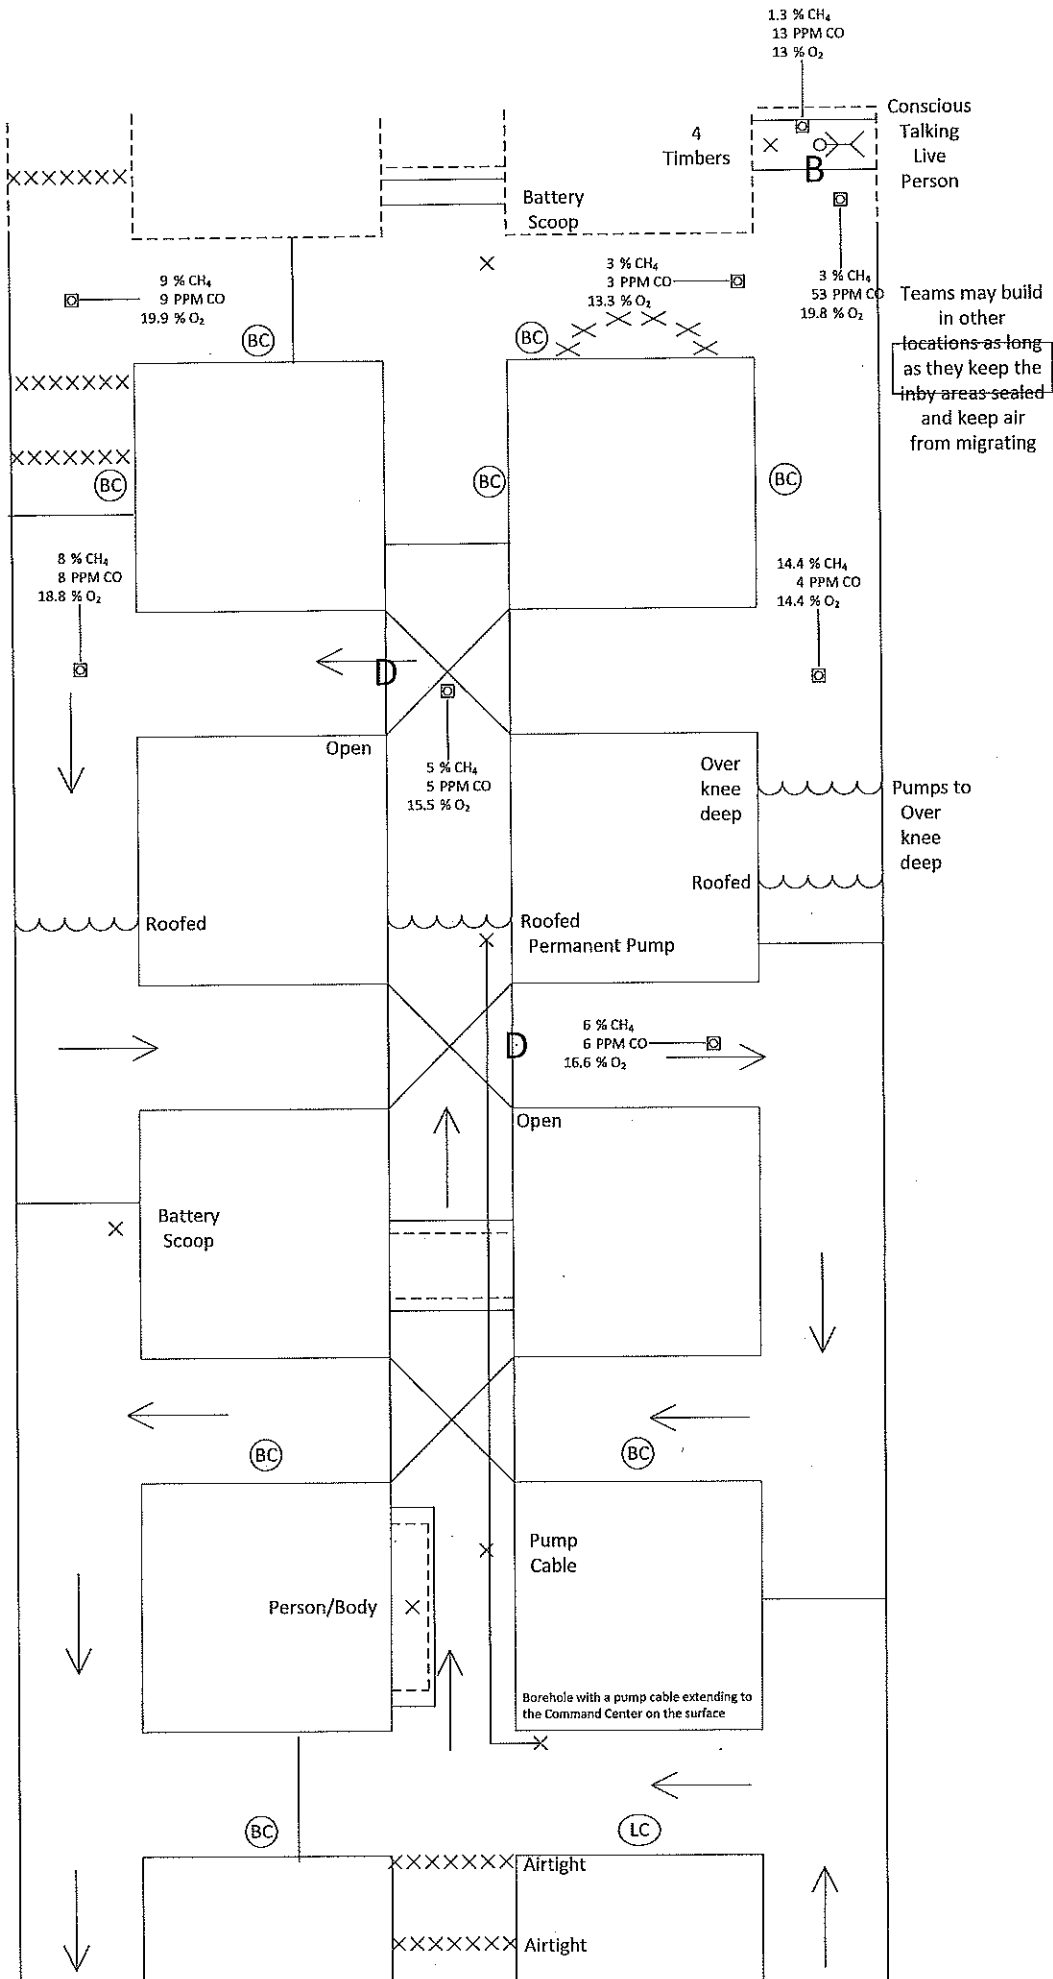 1.3 % CH₄
13 PPM CO
13 % O₂
Conscious
Talking
Live
Person
4
Timbers
B
Battery
Scoop
9 % CH₄
9 PPM CO
19.9 % O₂
3 % CH₄
3 PPM CO
13.3 % O₂
3 % CH₄
53 PPM CO
19.8 % O₂
Teams may build
in other
locations as long
as they keep the
inby areas sealed
and keep air
from migrating
BC
BC
BC
BC
BC
8 % CH₄
8 PPM CO
18.8 % O₂
14.4 % CH₄
4 PPM CO
14.4 % O₂
D
Open
5 % CH₄
5 PPM CO
15.5 % O₂
Over
knee
deep
Pumps to
Over
knee
deep
Roofed
Roofed
Roofed
Permanent Pump
6 % CH₄
6 PPM CO
16.6 % O₂
D
Open
Battery
Scoop
BC
BC
Pump
Cable
Person/Body
Borehole with a pump cable extending to
the Command Center on the surface
BC
LC
Airtight
Airtight